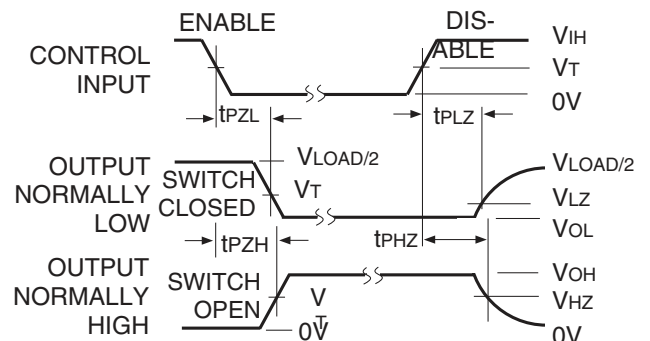 ENABLE
DIS-
ABLE
CONTROL
INPUT
VIH
VT
0V
tPZL
tPLZ
OUTPUT
NORMALLY
LOW
SWITCH
CLOSED
VLOAD/2
VT
VLOAD/2
VLZ
VOL
tPZH
tPHZ
OUTPUT
NORMALLY
HIGH
SWITCH
OPEN
VT
0V
VOH
VHZ
0V